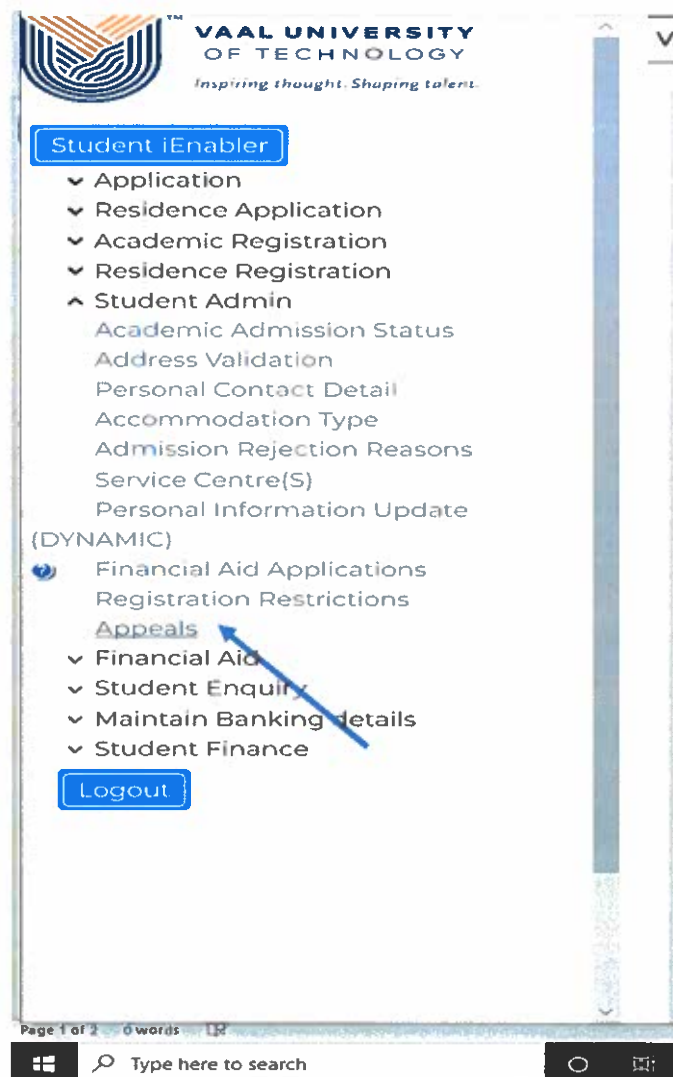 TM
VAAL UNIVERSITY
OF TECHNOLOGY
Inspiring thought. Shaping talent.
Student iEnabler
Application
Residence Application
Academic Registration
Residence Registration
Student Admin
Academic Admission Status
Address Validation
Personal Contact Detail
Accommodation Type
Admission Rejection Reasons
Service Centre(S)
Personal Information Update
(DYNAMIC)
Financial Aid Applications
Registration Restrictions
Appeals
Financial Aid
Student Enquiry
Maintain Banking details
Student Finance
Logout
Page 1 of 2 0 words
Type here to search